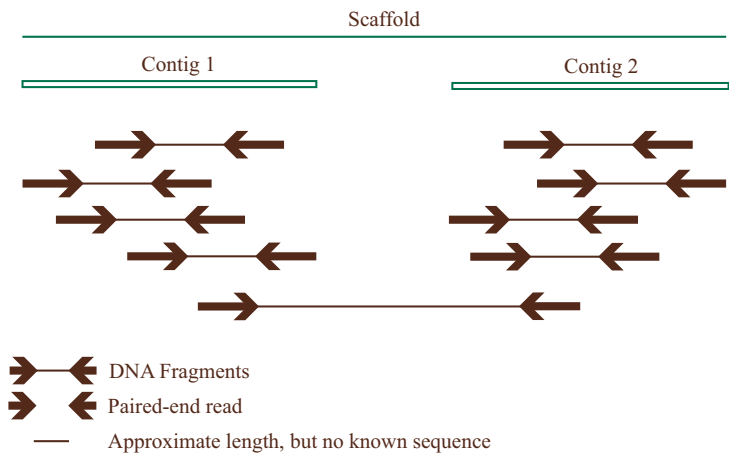 Scaffold
Contig 1
Contig 2
DNA Fragments
Paired-end read
Approximate length, but no known sequence